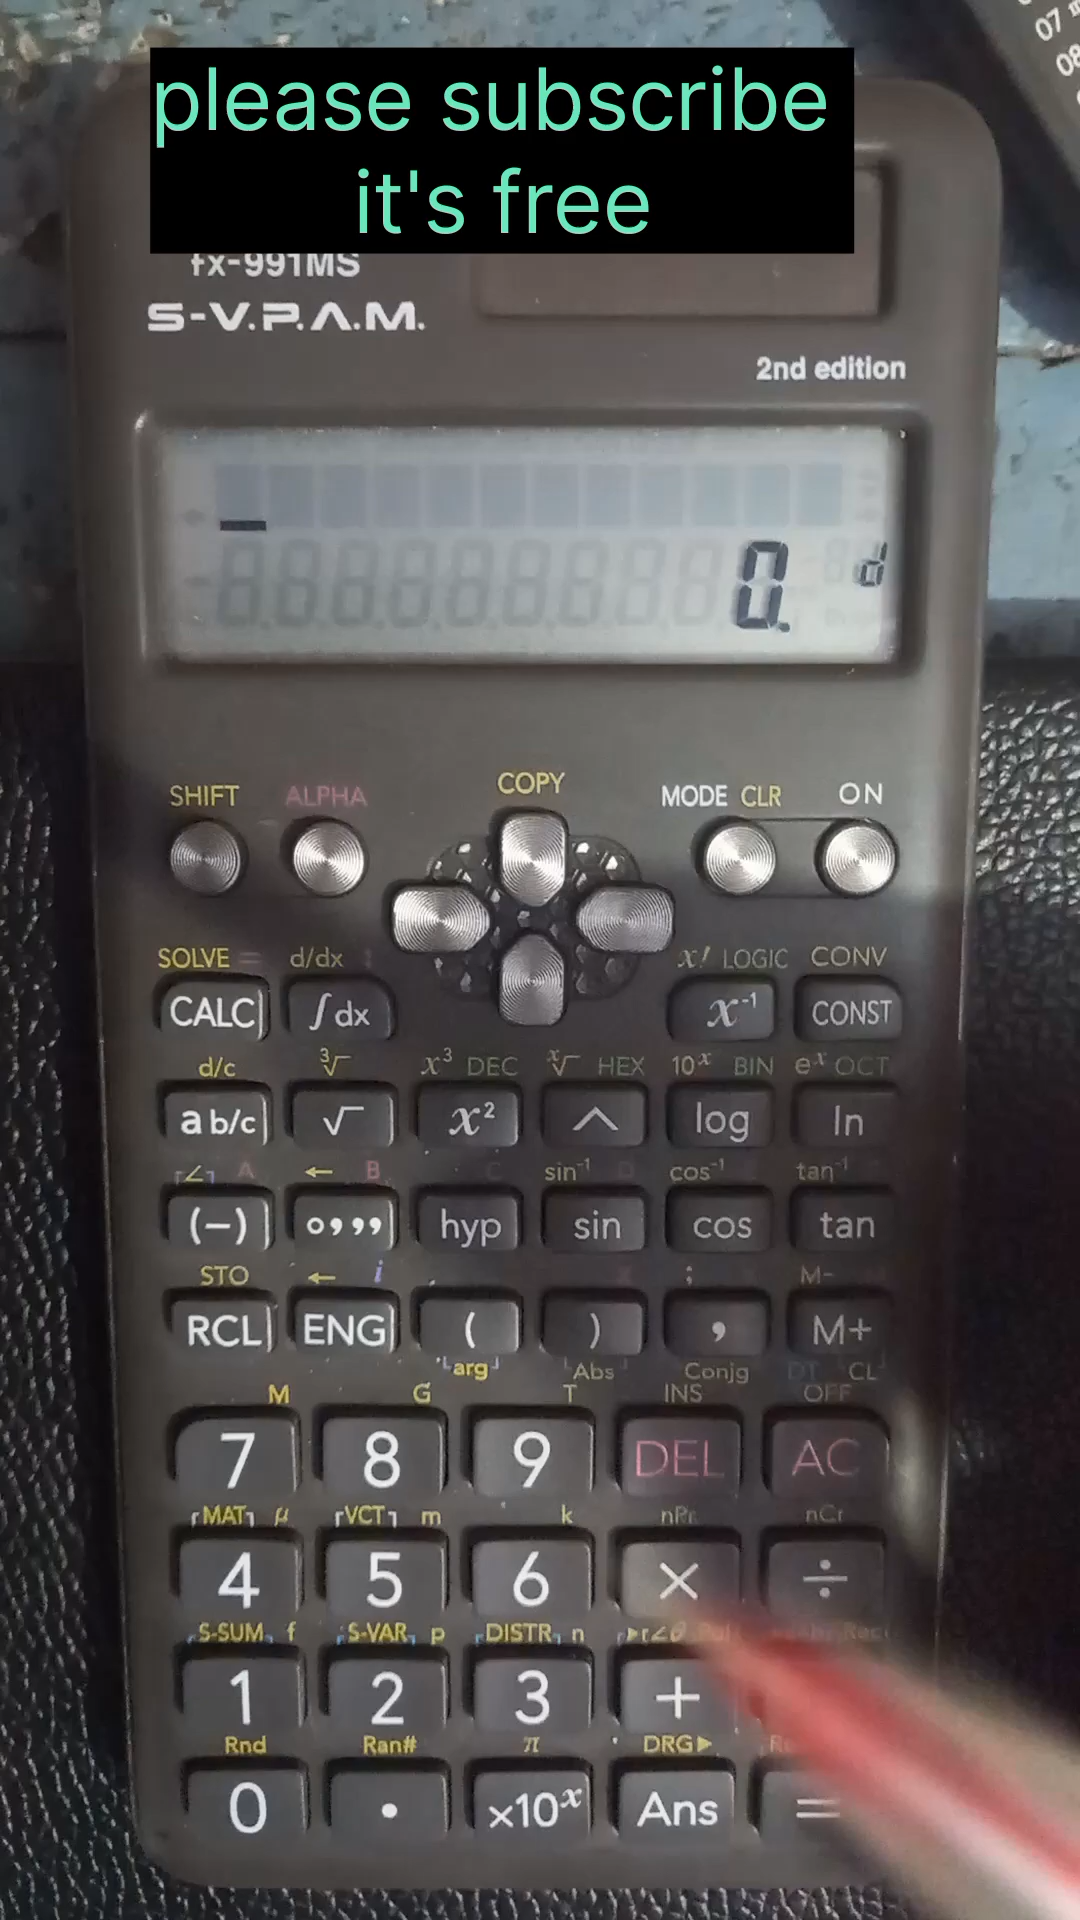 please subscribe
it's free
fx-991MS
S-V.P.A.M.
2nd edition
0. d
SHIFT ALPHA COPY MODE CLR ON
SOLVE = d/dx : x! LOGIC CONV
CALC ∫dx x⁻¹ CONST
d/c ³√ x³ DEC ˣ√ HEX 10ˣ BIN eˣ OCT
a b/c √ x² ^ log ln
∠ A ← B C sin⁻¹ D cos⁻¹ tan⁻¹
(−) °,,, hyp sin cos tan
STO ← i ; M-
RCL ENG ( ) , M+
arg Abs Conjg DT CL
M G T INS OFF
7 8 9 DEL AC
MAT μ VCT m k nPr nCr
4 5 6 × ÷
S-SUM f S-VAR p DISTR n ▶r∠θ
1 2 3 +
Rnd Ran# π DRG▶
0 . ×10ˣ Ans =
07
08